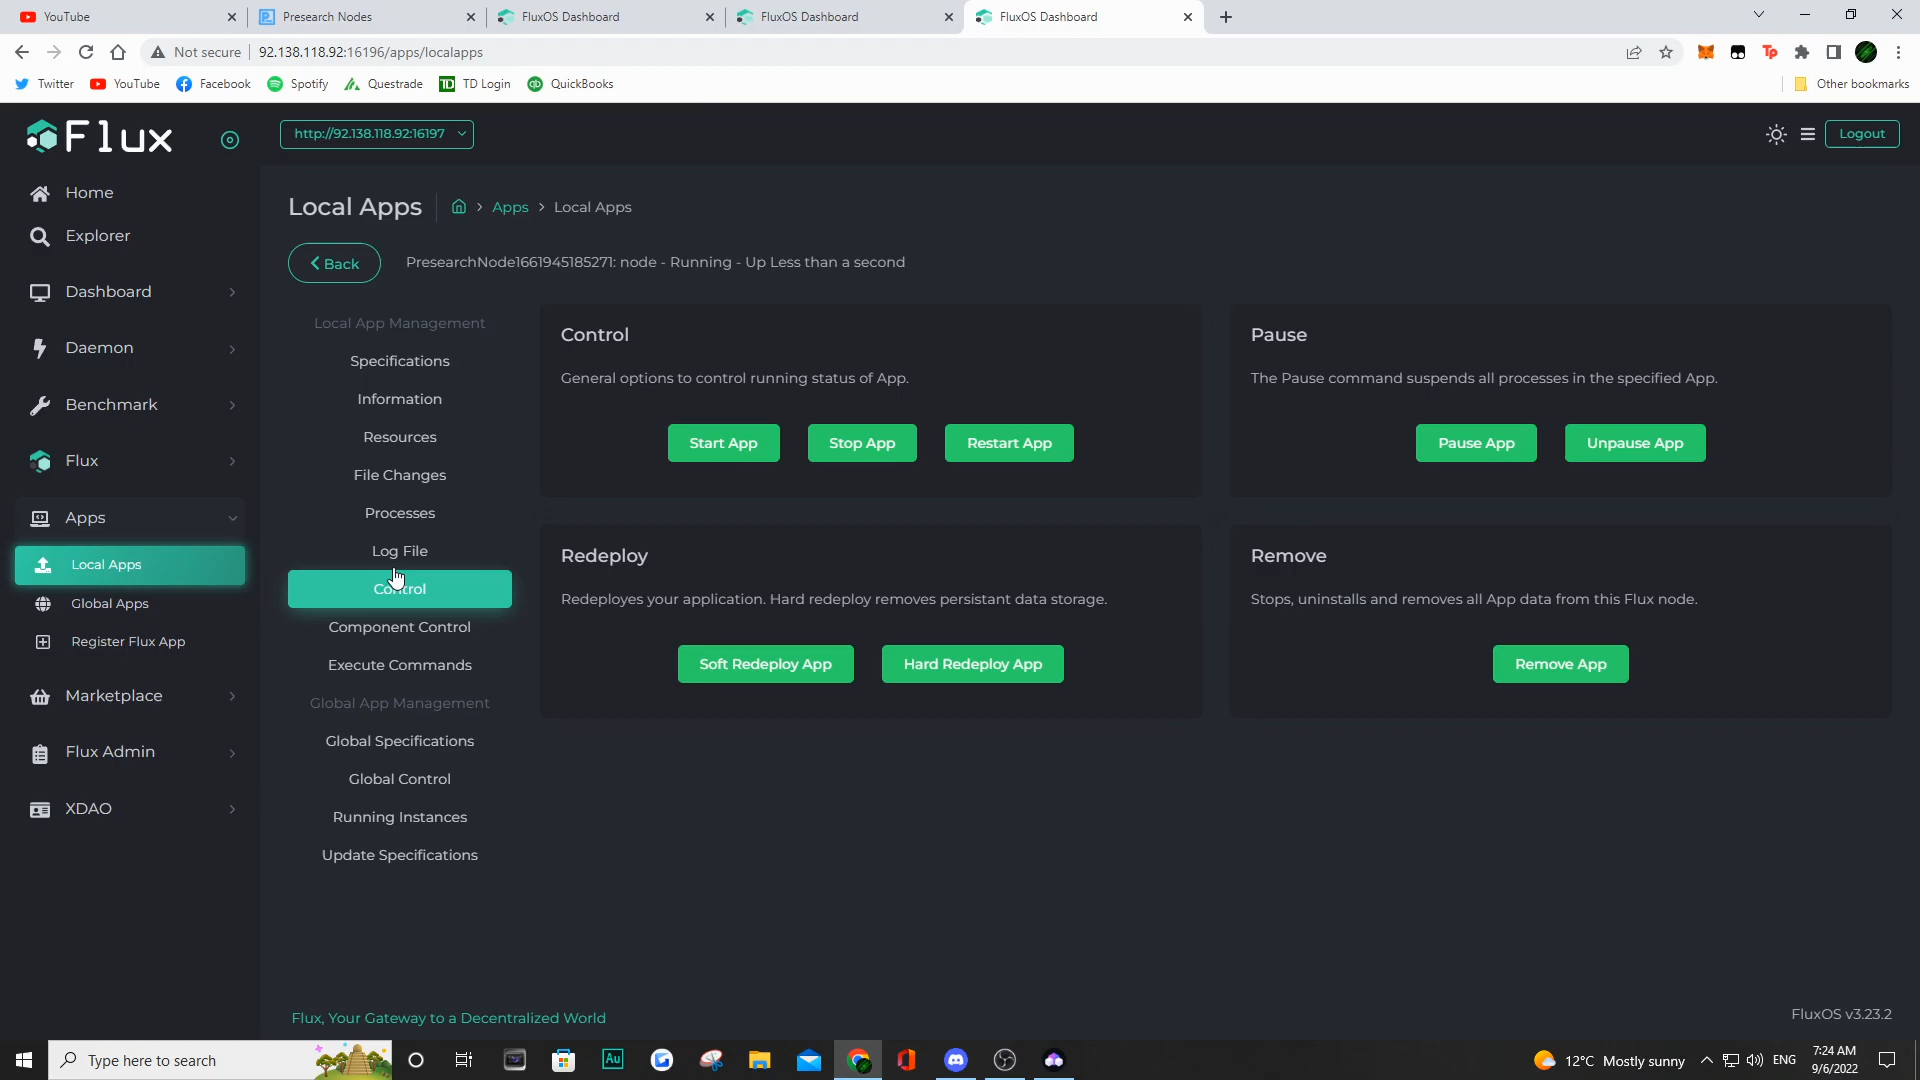 YouTube
Presearch Nodes
FluxOS Dashboard
FluxOS Dashboard
FluxOS Dashboard
Not secure
92.138.118.92:16196/apps/localapps
Twitter
YouTube
Facebook
Spotify
Questrade
TD
TD Login
QuickBooks
Other bookmarks
Flux
http://92.138.118.92:16197
Logout
Home
Explorer
Dashboard
Daemon
Benchmark
Flux
Apps
Local Apps
Global Apps
Register Flux App
Marketplace
Flux Admin
XDAO
Local Apps
Apps
Local Apps
Back
PresearchNode1661945185271: node - Running - Up Less than a second
Local App Management
Specifications
Information
Resources
File Changes
Processes
Log File
Control
Component Control
Execute Commands
Global App Management
Global Specifications
Global Control
Running Instances
Update Specifications
Control
General options to control running status of App.
Start App
Stop App
Restart App
Pause
The Pause command suspends all processes in the specified App.
Pause App
Unpause App
Redeploy
Redeployes your application. Hard redeploy removes persistant data storage.
Soft Redeploy App
Hard Redeploy App
Remove
Stops, uninstalls and removes all App data from this Flux node.
Remove App
Flux, Your Gateway to a Decentralized World
FluxOS v3.23.2
Type here to search
Au
12°C Mostly sunny
ENG
7:24 AM
9/6/2022